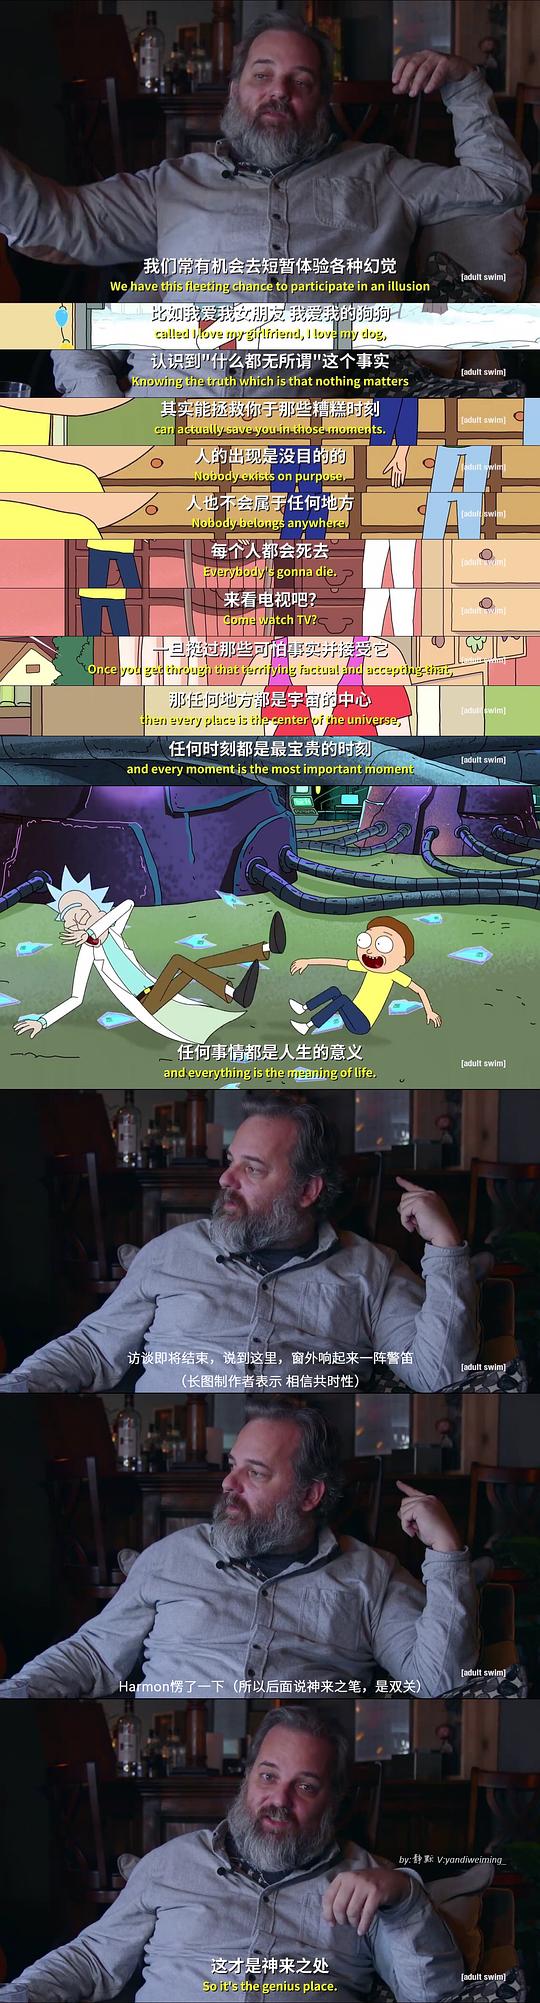 我们常有机会去短暂体验各种幻觉
We have this fleeting chance to participate in an illusion
[adult swim]
比如我爱我女朋友 我爱我的狗狗
called I love my girlfriend, I love my dog,
认识到"什么都无所谓"这个事实
Knowing the truth which is that nothing matters
[adult swim]
其实能拯救你于那些糟糕时刻
can actually save you in those moments.
人的出现是没目的的
Nobody exists on purpose.
[adult swim]
人也不会属于任何地方
Nobody belongs anywhere.
[adult swim]
每个人都会死去
Everybody's gonna die.
[adult swim]
来看电视吧?
Come watch TV?
[adult swim]
一旦挺过那些可怕事实并接受它
Once you get through that terrifying factual and accepting that,
[adult swim]
那任何地方都是宇宙的中心
then every place is the center of the universe,
[adult swim]
任何时刻都是最宝贵的时刻
and every moment is the most important moment
[adult swim]
任何事情都是人生的意义
and everything is the meaning of life.
[adult swim]
访谈即将结束，说到这里，窗外响起来一阵警笛
（长图制作者表示 相信共时性）
[adult swim]
Harmon愣了一下（所以后面说神来之笔，是双关）
[adult swim]
by:静默 V:yandiweiming_
这才是神来之处
So it's the genius place.
[adult swim]